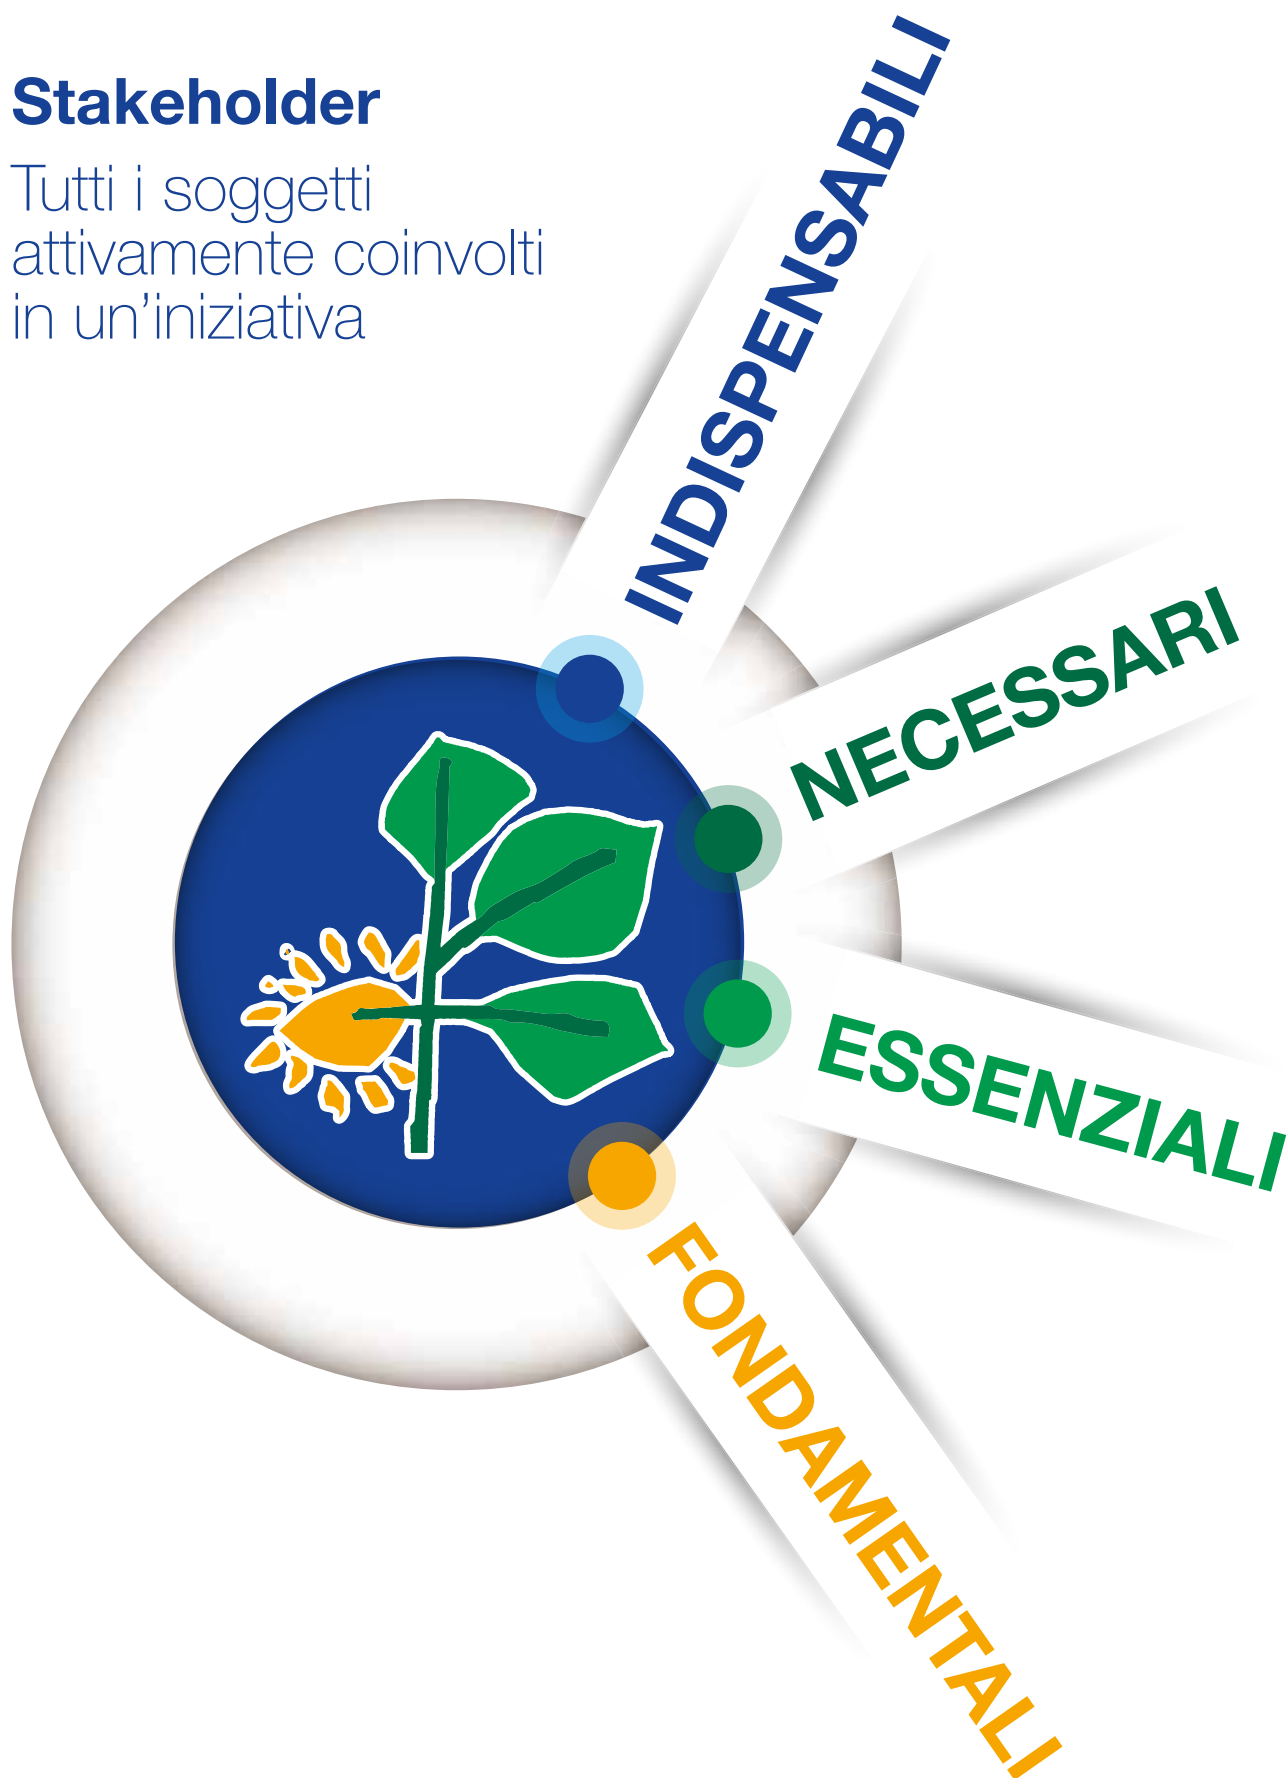 Stakeholder
Tutti i soggetti
attivamente coinvolti
in un’iniziativa
INDISPENSABILI
NECESSARI
ESSENZIALI
FONDAMENTALI